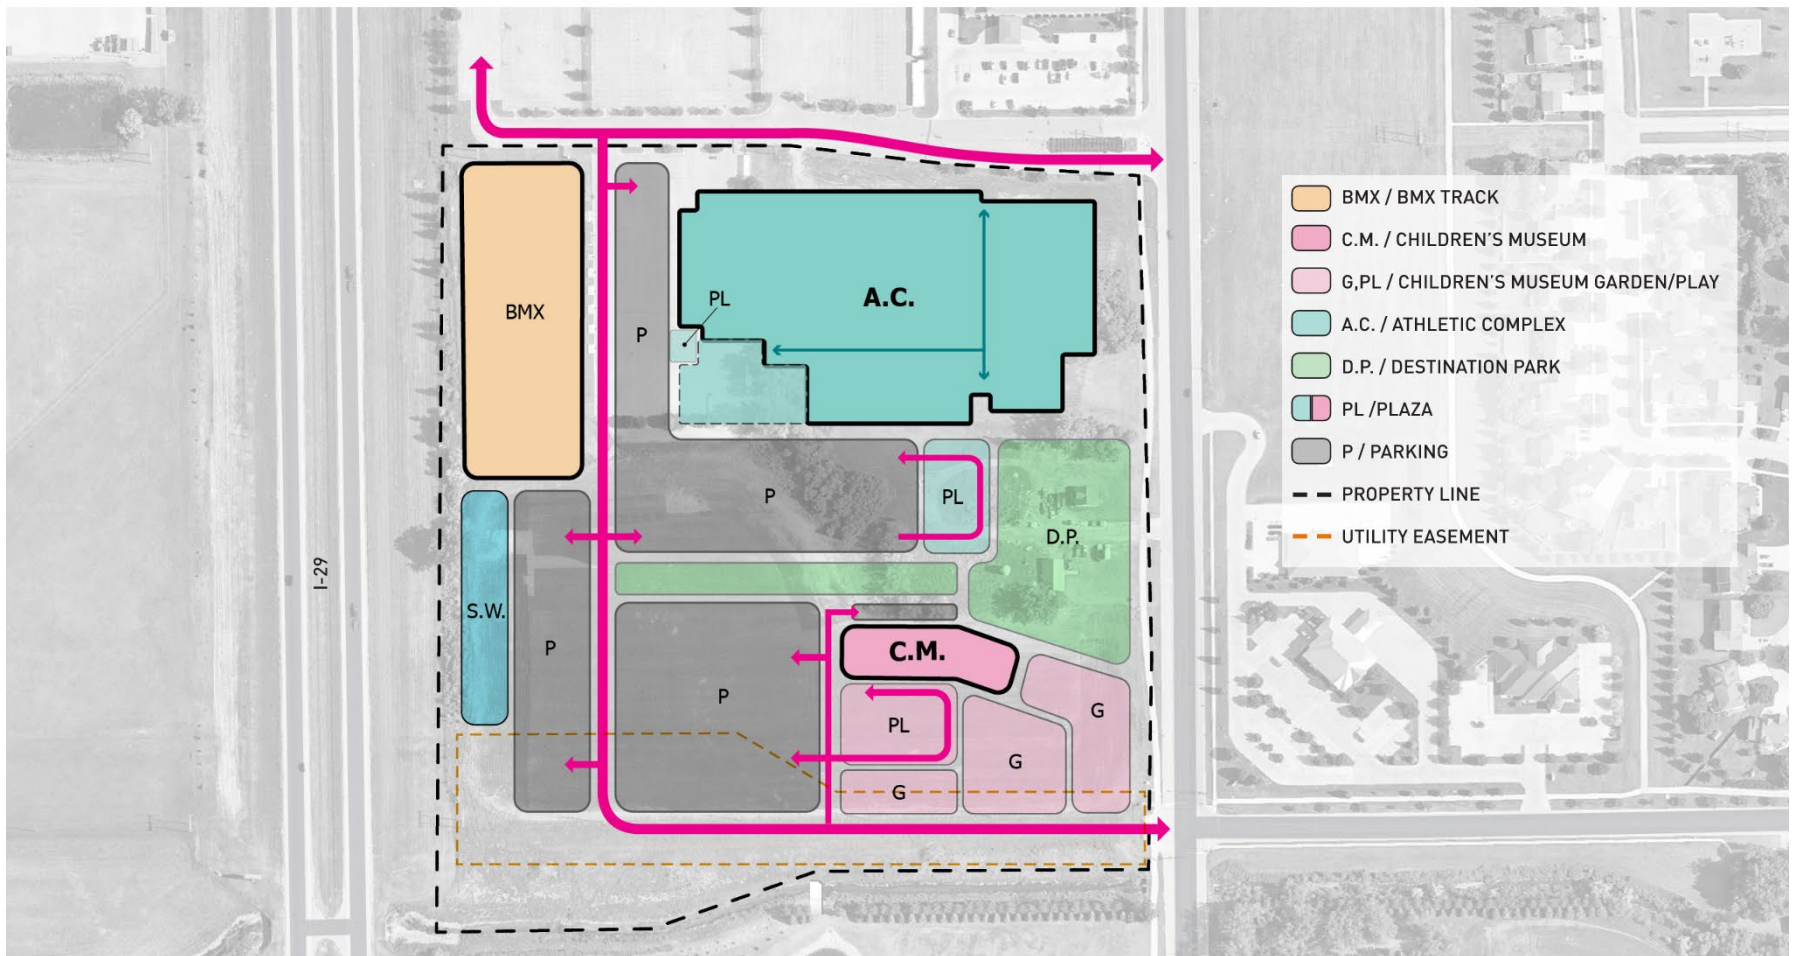 BMX
PL
A.C.
P
P
PL
D.P.
I-29
S.W.
P
P
C.M.
PL
G
G
G
BMX / BMX TRACK
C.M. / CHILDREN'S MUSEUM
G,PL / CHILDREN'S MUSEUM GARDEN/PLAY
A.C. / ATHLETIC COMPLEX
D.P. / DESTINATION PARK
PL /PLAZA
P / PARKING
PROPERTY LINE
UTILITY EASEMENT